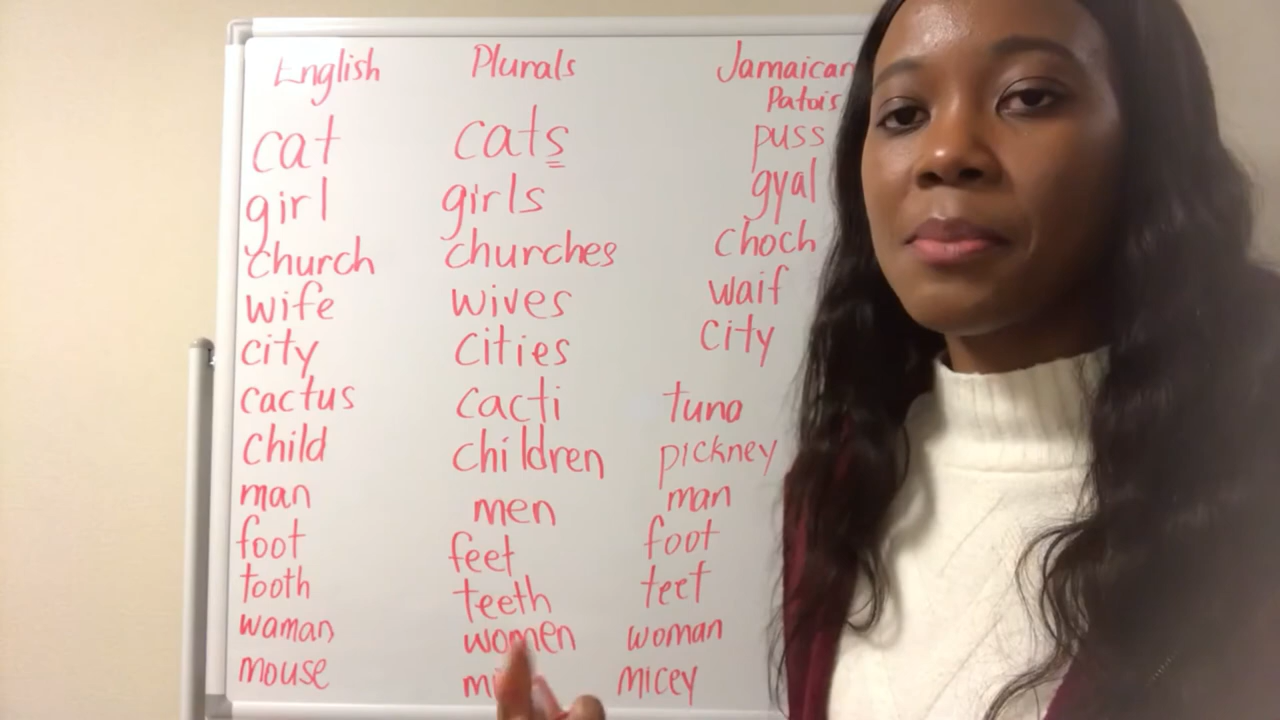 English Plurals Jamaican
Patois
cat cats puss
girl girls gyal
church churches choch
wife wives waif
city cities city
cactus cacti tuna
child children pickney
man men man
foot feet foot
tooth teeth teet
waman women woman
mouse micey